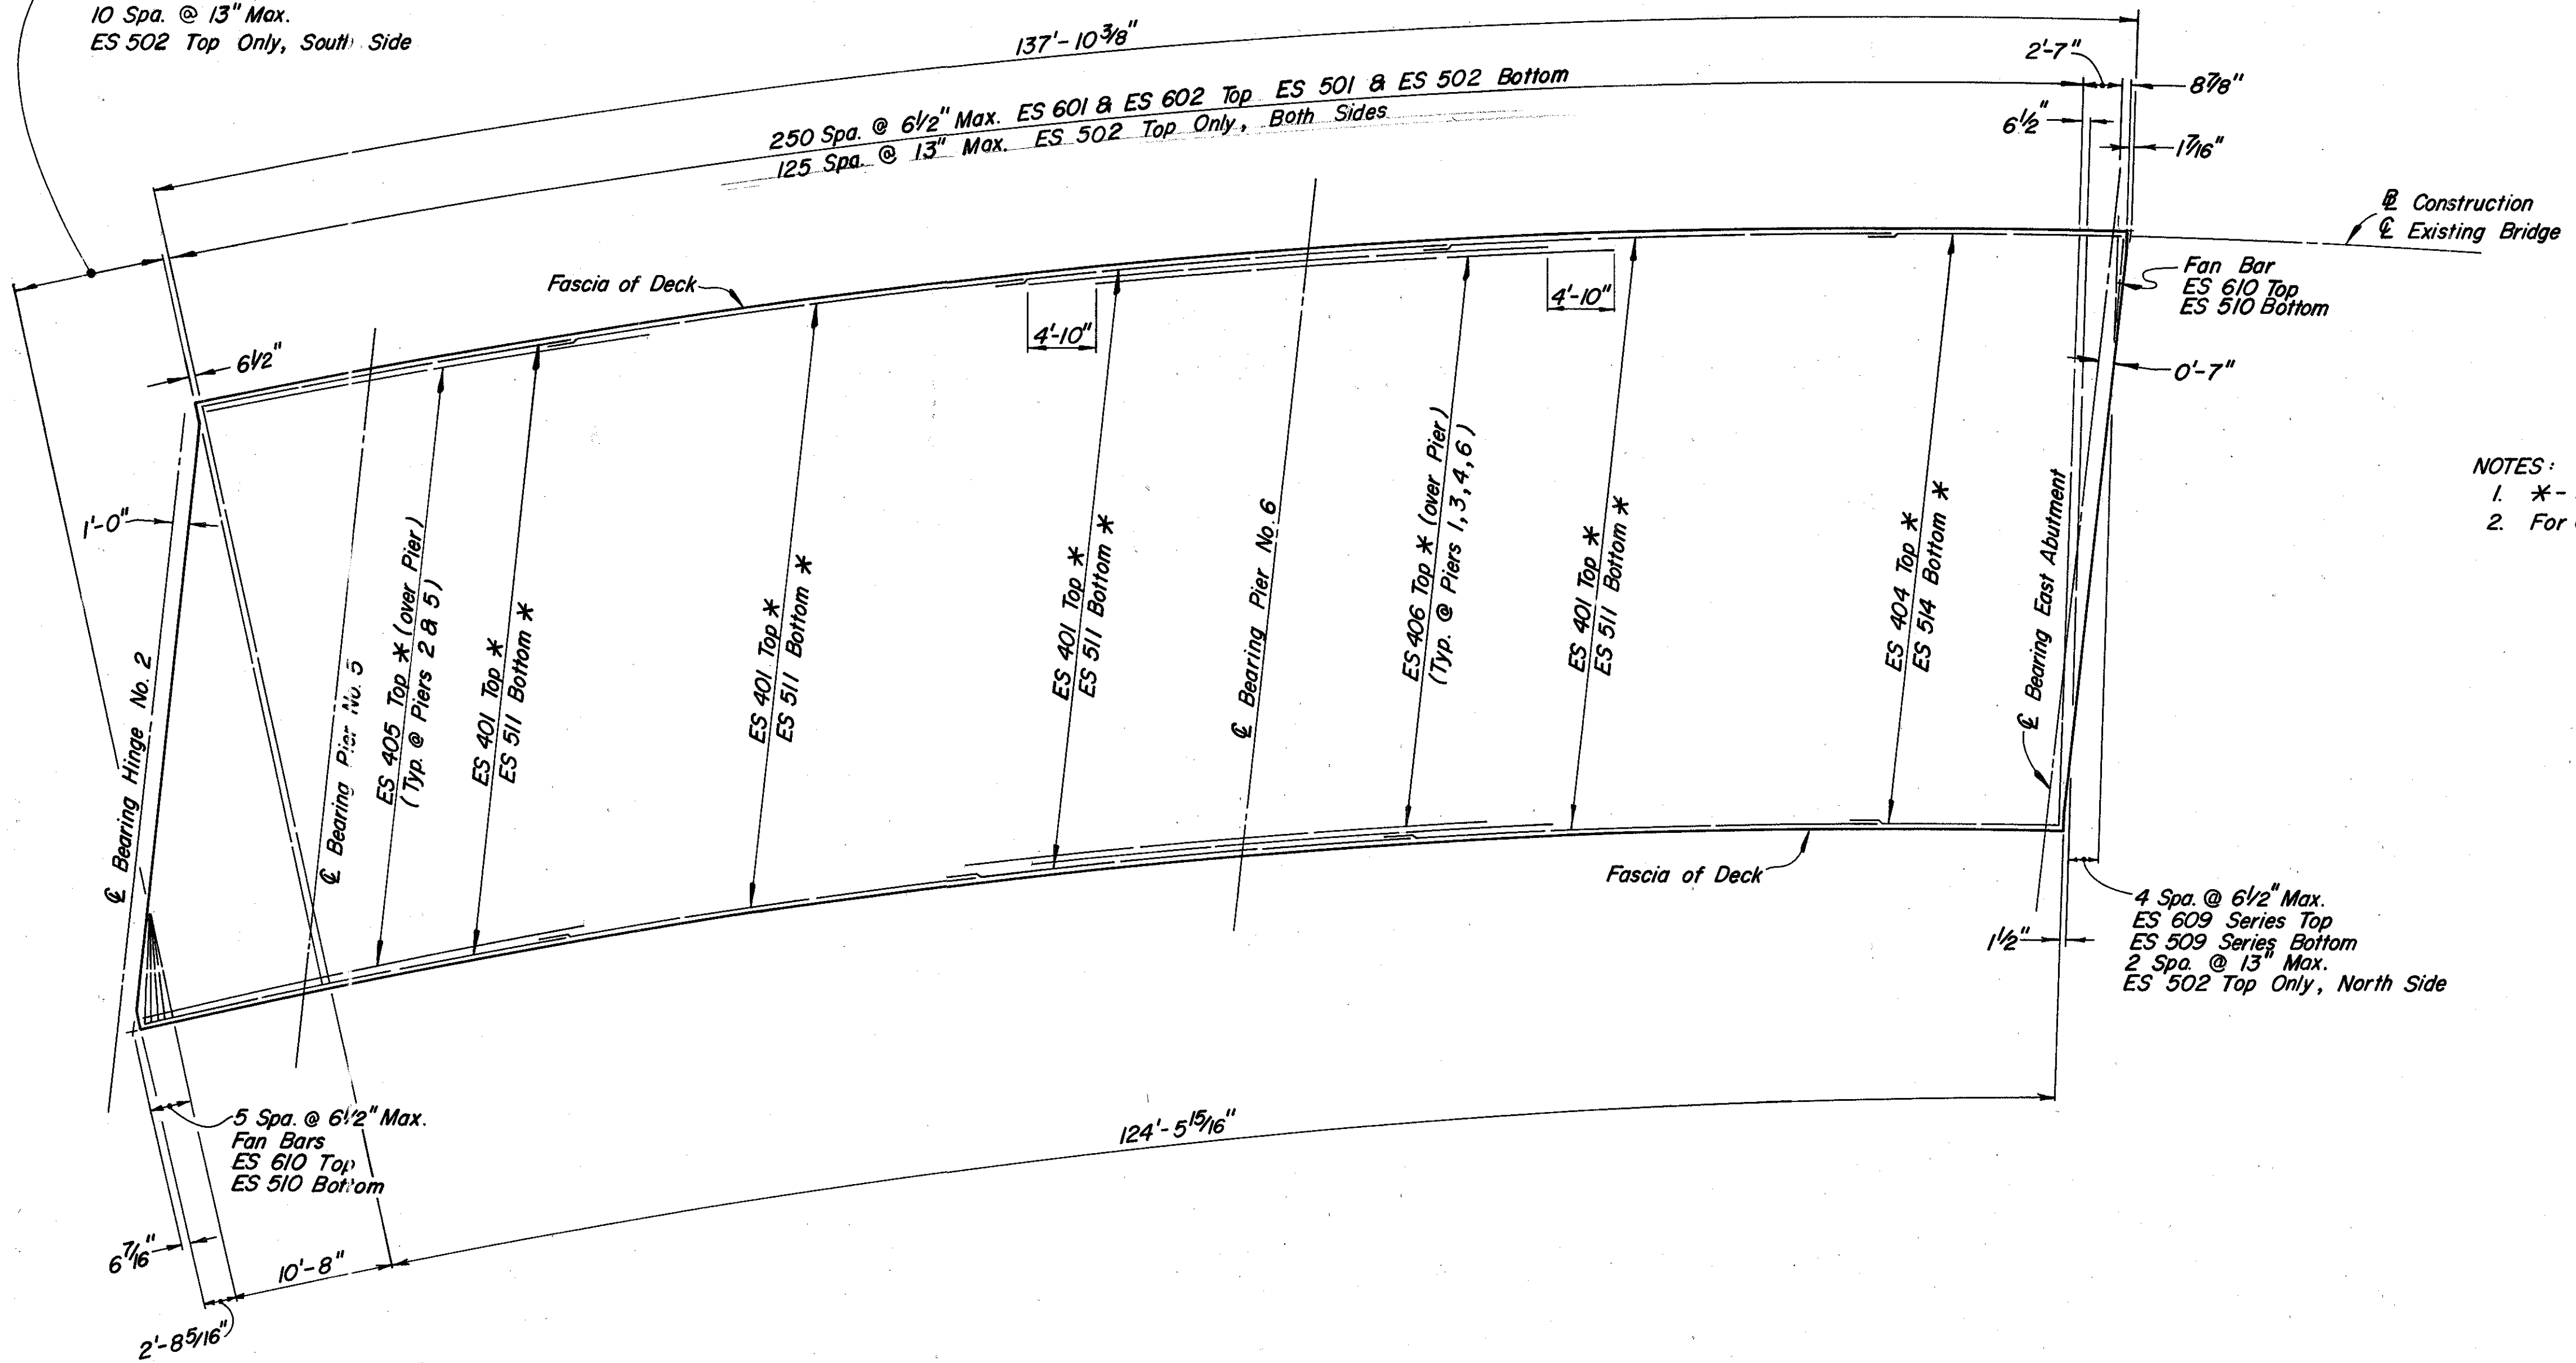 10 Spa. @ 13" Max.
ES 502 Top Only, South Side
137'-10 3/8"
2'-7"
8 7/8"
250 Spa. @ 6 1/2" Max. ES 601 & ES 602 Top ES 501 & ES 502 Bottom
125 Spa. @ 13" Max. ES 502 Top Only, Both Sides
6 1/2"
1 7/16"
℄ Construction
℄ Existing Bridge
Fascia of Deck
Fan Bar
ES 610 Top
ES 510 Bottom
4'-10"
4'-10"
6 1/2"
0'-7"
NOTES:
1. *-
2. For
1'-0"
℄ Bearing Hinge No. 2
℄ Bearing Pier No. 5
ES 405 Top * (over Pier)
(Typ. @ Piers 2 & 5)
ES 401 Top *
ES 511 Bottom *
ES 401 Top *
ES 511 Bottom *
ES 401 Top *
ES 511 Bottom *
℄ Bearing Pier No. 6
ES 406 Top * (over Pier)
(Typ. @ Piers 1, 3, 4, 6)
ES 401 Top *
ES 511 Bottom *
ES 404 Top *
ES 514 Bottom *
℄ Bearing East Abutment
Fascia of Deck
4 Spa. @ 6 1/2" Max.
ES 609 Series Top
ES 509 Series Bottom
2 Spa. @ 13" Max.
ES 502 Top Only, North Side
1 1/2"
5 Spa. @ 6 1/2" Max.
Fan Bars
ES 610 Top
ES 510 Bottom
124'-5 15/16"
6 7/16"
10'-8"
2'-8 5/16"